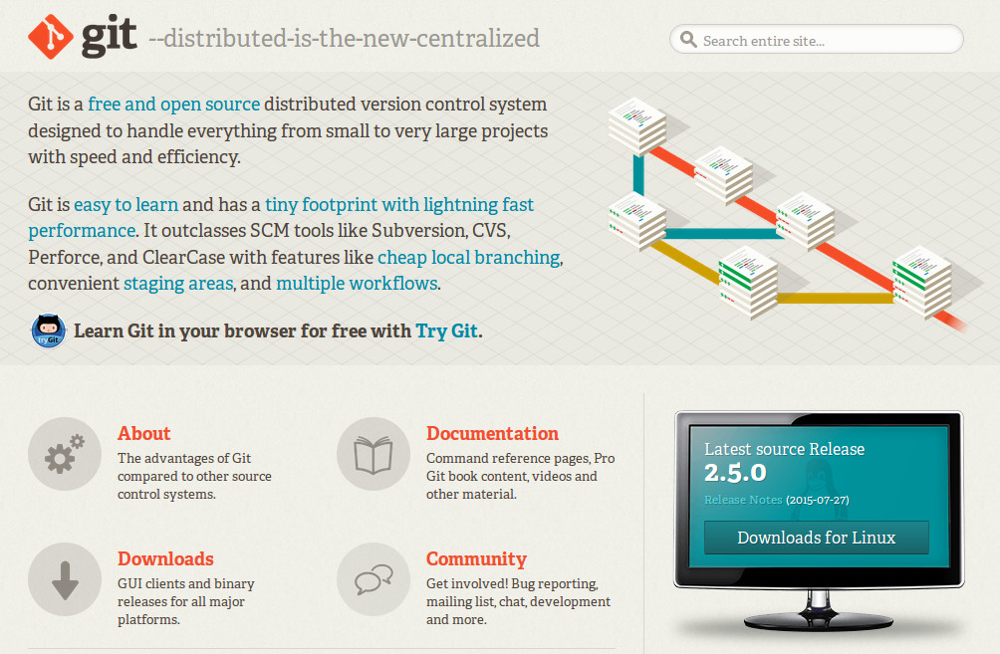 git --distributed-is-the-new-centralized
Search entire site...
Git is a free and open source distributed version control system
designed to handle everything from small to very large projects
with speed and efficiency.
Git is easy to learn and has a tiny footprint with lightning fast
performance. It outclasses SCM tools like Subversion, CVS,
Perforce, and ClearCase with features like cheap local branching,
convenient staging areas, and multiple workflows.
tryGit
Learn Git in your browser for free with Try Git.
About
The advantages of Git
compared to other source
control systems.
Documentation
Command reference pages, Pro
Git book content, videos and
other material.
Downloads
GUI clients and binary
releases for all major
platforms.
Community
Get involved! Bug reporting,
mailing list, chat, development
and more.
Latest source Release
2.5.0
Release Notes (2015-07-27)
Downloads for Linux